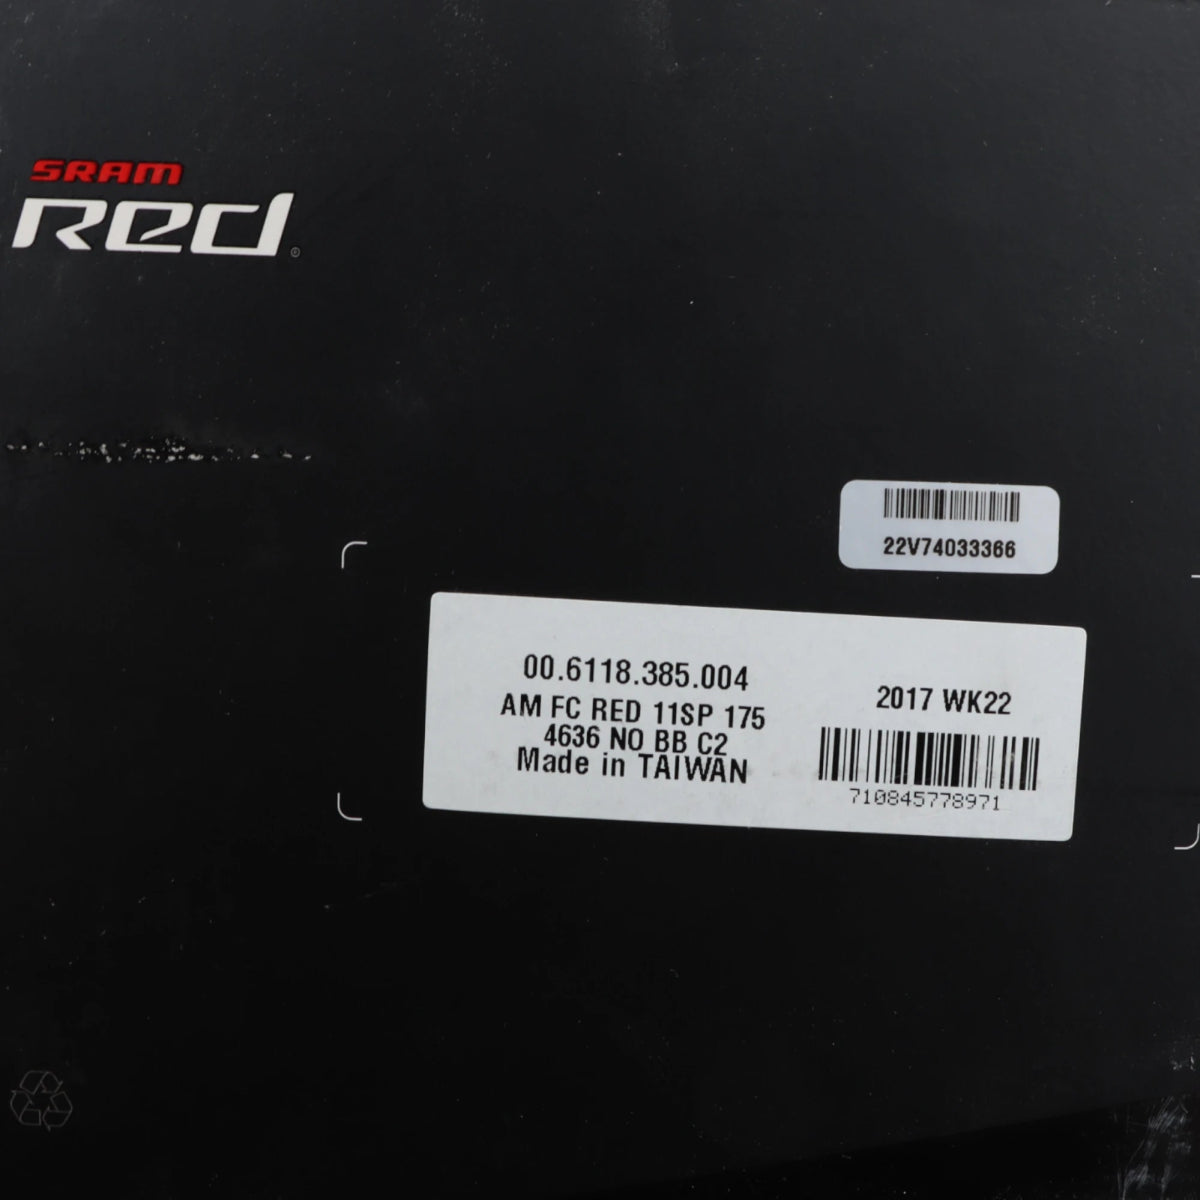 SRAM
Red®
22V74033366
00.6118.385.004
AM FC RED 11SP 175
4636 NO BB C2
Made in TAIWAN
2017 WK22
710845778971